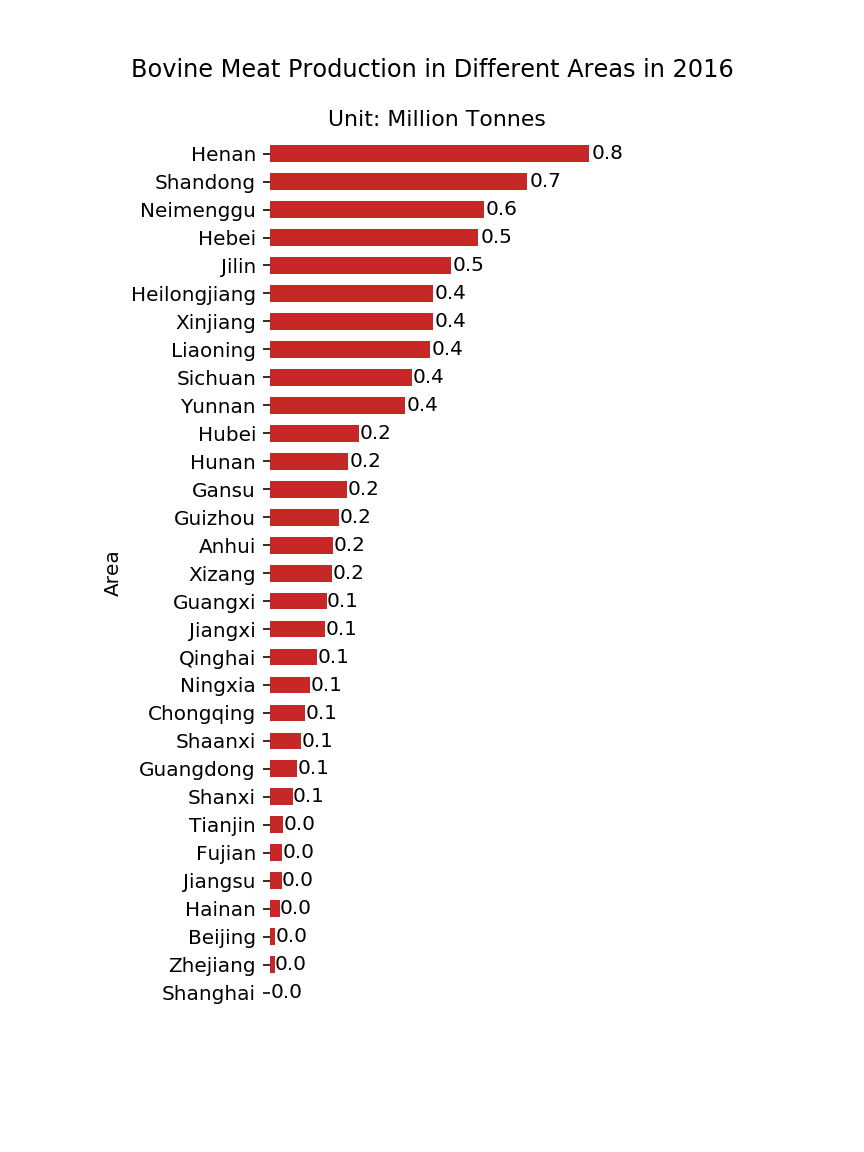 Bovine Meat Production in Different Areas in 2016
Unit: Million Tonnes
Henan 0.8
Shandong 0.7
Neimenggu 0.6
Hebei 0.5
Jilin 0.5
Heilongjiang 0.4
Xinjiang 0.4
Liaoning 0.4
Sichuan 0.4
Yunnan 0.4
Hubei 0.2
Hunan 0.2
Gansu 0.2
Guizhou 0.2
Anhui 0.2
Xizang 0.2
Guangxi 0.1
Jiangxi 0.1
Qinghai 0.1
Ningxia 0.1
Chongqing 0.1
Shaanxi 0.1
Guangdong 0.1
Shanxi 0.1
Tianjin 0.0
Fujian 0.0
Jiangsu 0.0
Hainan 0.0
Beijing 0.0
Zhejiang 0.0
Shanghai 0.0
Area